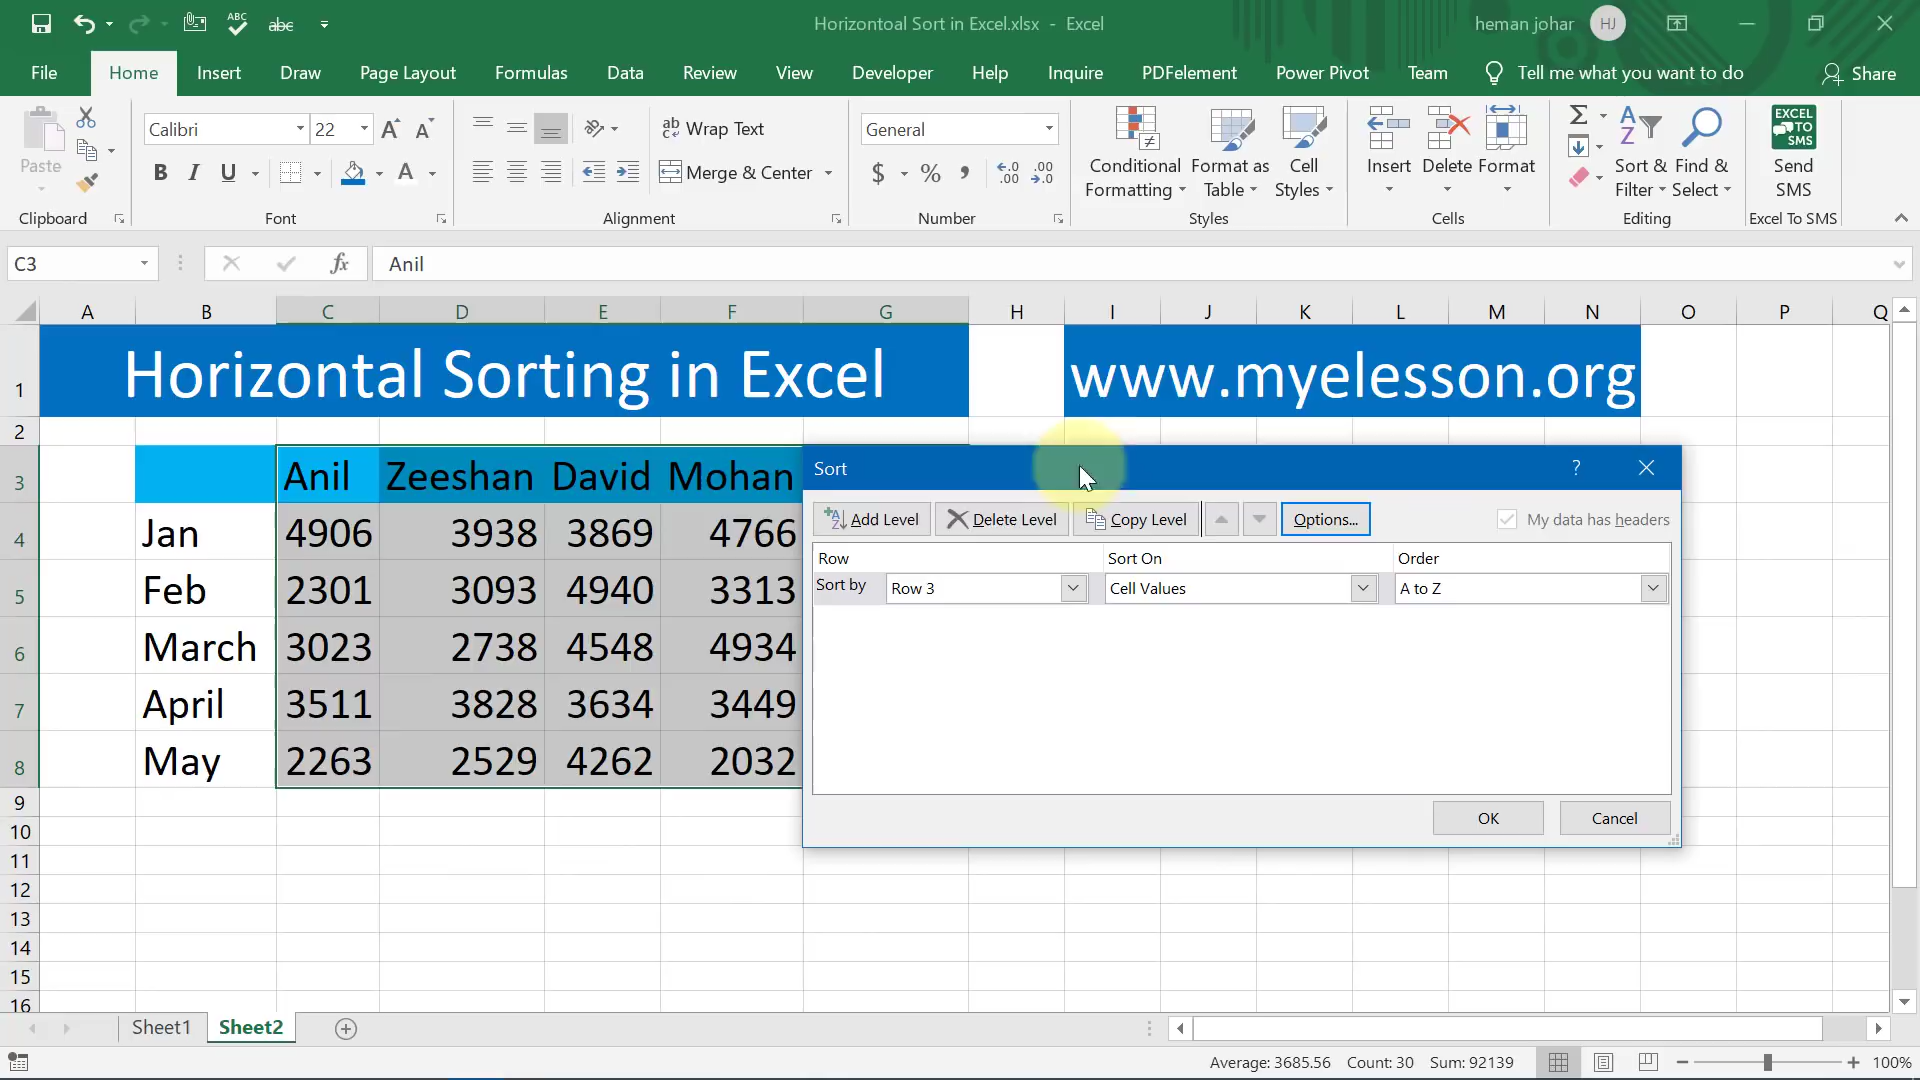 Horizontoal Sort in Excel.xlsx - Excel
heman johar HJ
File Home Insert Draw Page Layout Formulas Data Review View Developer Help Inquire PDFelement Power Pivot Team Tell me what you want to do Share
Paste
Clipboard
Calibri 22
B I U A
Font
ab Wrap Text
Merge & Center
Alignment
General
$ % , .0 .00 .00 .0
Number
Conditional Formatting
Format as Table
Cell Styles
Styles
Insert Delete Format
Cells
Sort & Filter
Find & Select
Editing
EXCEL TO SMS
Send SMS
Excel To SMS
C3 fx Anil
A B C D E F G H I J K L M N O P Q
1 Horizontal Sorting in Excel www.myelesson.org
2
3 Anil Zeeshan David Mohan
4 Jan 4906 3938 3869 4766
5 Feb 2301 3093 4940 3313
6 March 3023 2738 4548 4934
7 April 3511 3828 3634 3449
8 May 2263 2529 4262 2032
9
10
11
12
13
14
15
16
Sort ?
Add Level Delete Level Copy Level Options... My data has headers
Row Sort On Order
Sort by Row 3 Cell Values A to Z
OK Cancel
Sheet1 Sheet2
Average: 3685.56 Count: 30 Sum: 92139 100%